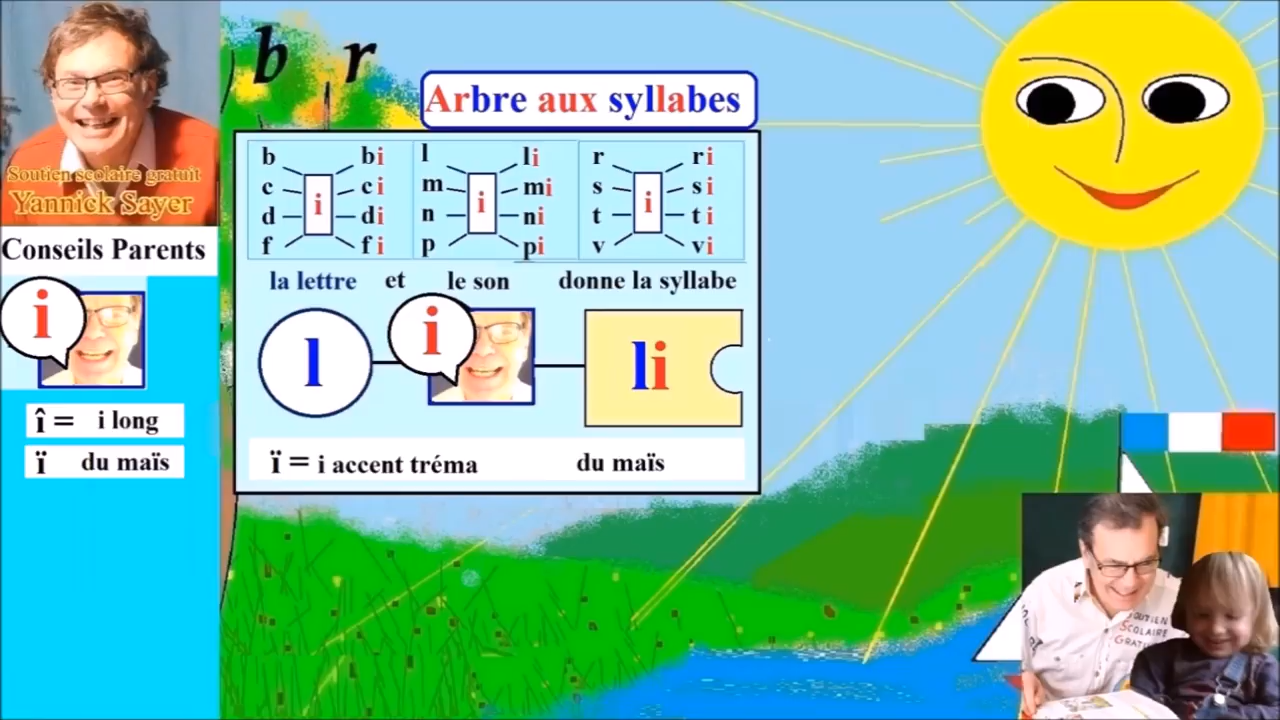 b r
Arbre aux syllabes
Soutien scolaire gratuit
Yannick Sayer
Conseils Parents
i
î = i long
ï du maïs
b bi l li r ri
c ci m mi s si
i i i
d di n ni t ti
f fi p pi v vi
la lettre et le son donne la syllabe
l i li
ï = i accent tréma du maïs
SOUTIEN
SCOLAIRE